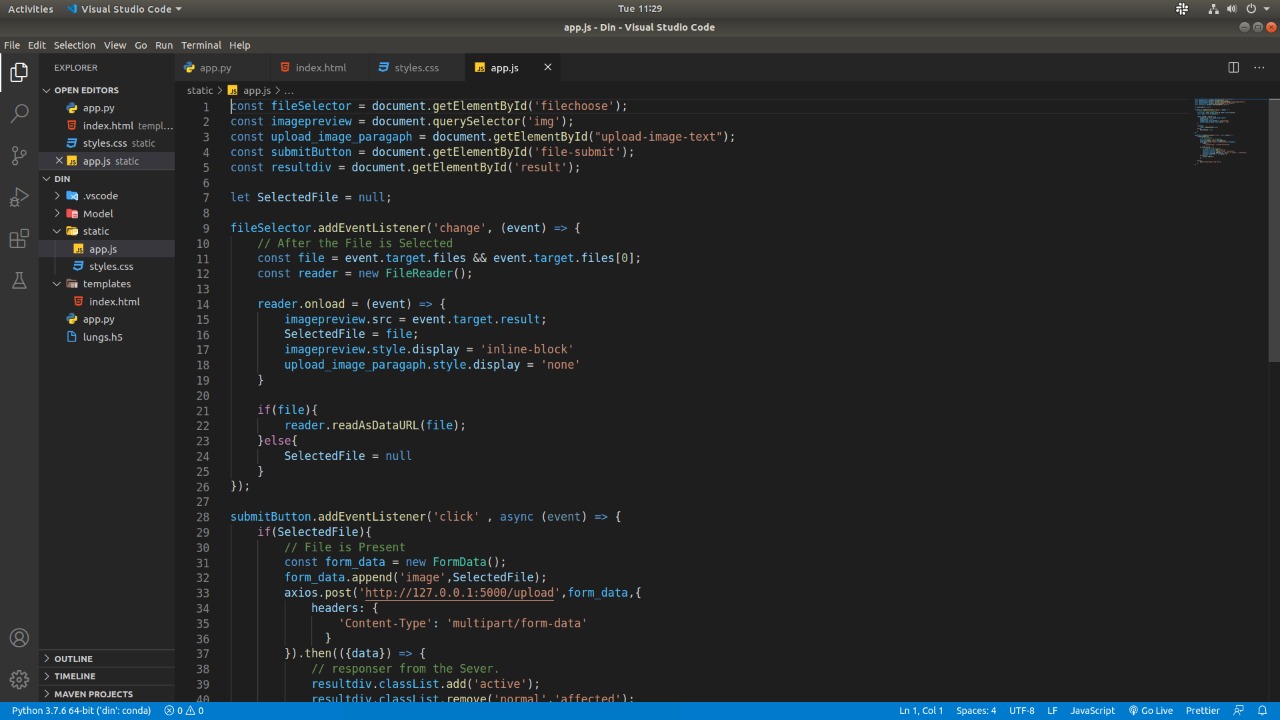 Activities
Visual Studio Code
Tue 11:29
app.js - Din - Visual Studio Code
File Edit Selection View Go Run Terminal Help
EXPLORER
OPEN EDITORS
app.py
index.html templ...
styles.css static
app.js static
DIN
.vscode
Model
static
app.js
styles.css
templates
index.html
app.py
lungs.h5
OUTLINE
TIMELINE
MAVEN PROJECTS
app.py index.html styles.css app.js
static > app.js > ...
1 const fileSelector = document.getElementById('filechoose');
2 const imagepreview = document.querySelector('img');
3 const upload_image_paragaph = document.getElementById("upload-image-text");
4 const submitButton = document.getElementById('file-submit');
5 const resultdiv = document.getElementById('result');
6
7 let SelectedFile = null;
8
9 fileSelector.addEventListener('change', (event) => {
10 // After the File is Selected
11 const file = event.target.files && event.target.files[0];
12 const reader = new FileReader();
13
14 reader.onload = (event) => {
15 imagepreview.src = event.target.result;
16 SelectedFile = file;
17 imagepreview.style.display = 'inline-block'
18 upload_image_paragaph.style.display = 'none'
19 }
20
21 if(file){
22 reader.readAsDataURL(file);
23 }else{
24 SelectedFile = null
25 }
26 });
27
28 submitButton.addEventListener('click' , async (event) => {
29 if(SelectedFile){
30 // File is Present
31 const form_data = new FormData();
32 form_data.append('image',SelectedFile);
33 axios.post('http://127.0.0.1:5000/upload',form_data,{
34 headers: {
35 'Content-Type': 'multipart/form-data'
36 }
37 }).then(({data}) => {
38 // responser from the Sever.
39 resultdiv.classList.add('active');
40 resultdiv.classList.remove('normal','affected');
Python 3.7.6 64-bit ('din': conda) 0 0 Ln 1, Col 1 Spaces: 4 UTF-8 LF JavaScript Go Live Prettier